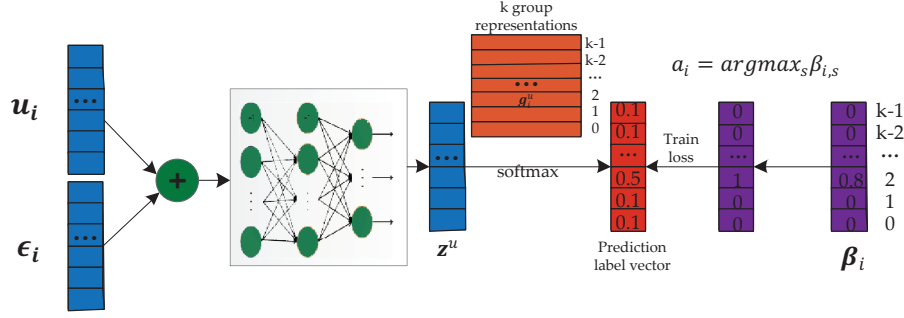 k group
representations
k-1
k-2
...
2
1
0
...
g_i^u
a_i = argmax_s β_{i,s}
u_i
...
ϵ_i
...
+
...
z^u
softmax
0.1
0.1
...
0.5
0.1
0.1
Prediction
label vector
Train
loss
0
0
...
1
0
0
0
0
...
0.8
0
0
k-1
k-2
...
2
1
0
β_i